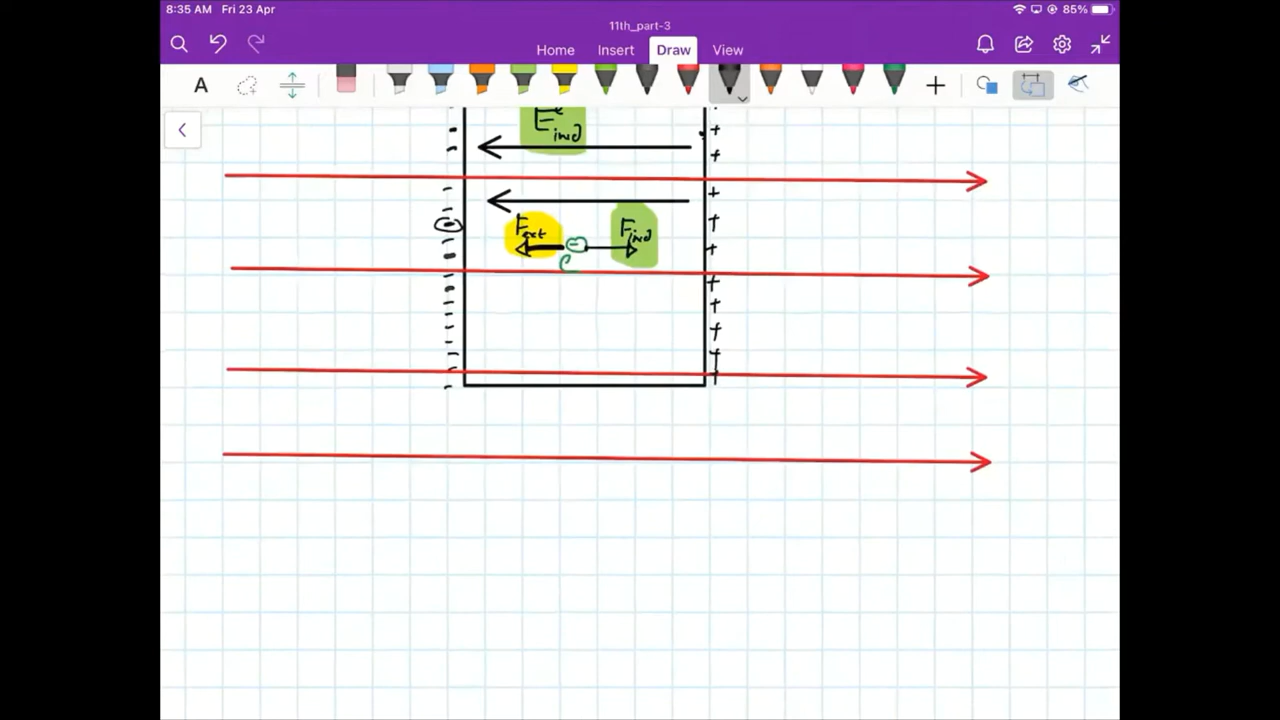 8:35 AM Fri 23 Apr
85%
11th_part-3
Home Insert Draw View
A
E ind
F ext
F ind
e